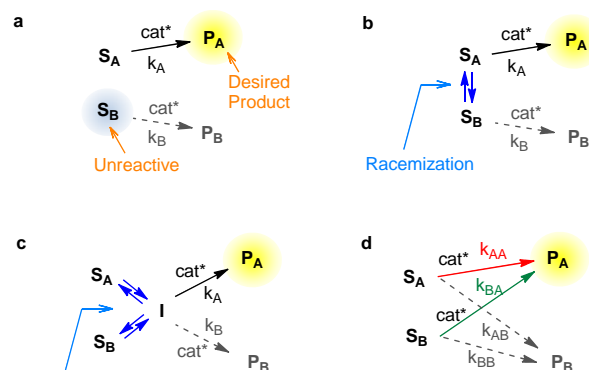 a
cat*
S_A
k_A
P_A
Desired
Product
S_B
cat*
k_B
P_B
Unreactive
b
cat*
S_A
k_A
P_A
S_B
cat*
k_B
P_B
Racemization
c
S_A
cat*
k_A
P_A
I
S_B
k_B
cat*
P_B
d
S_A
cat*
k_AA
P_A
k_BA
S_B
cat*
k_AB
k_BB
P_B